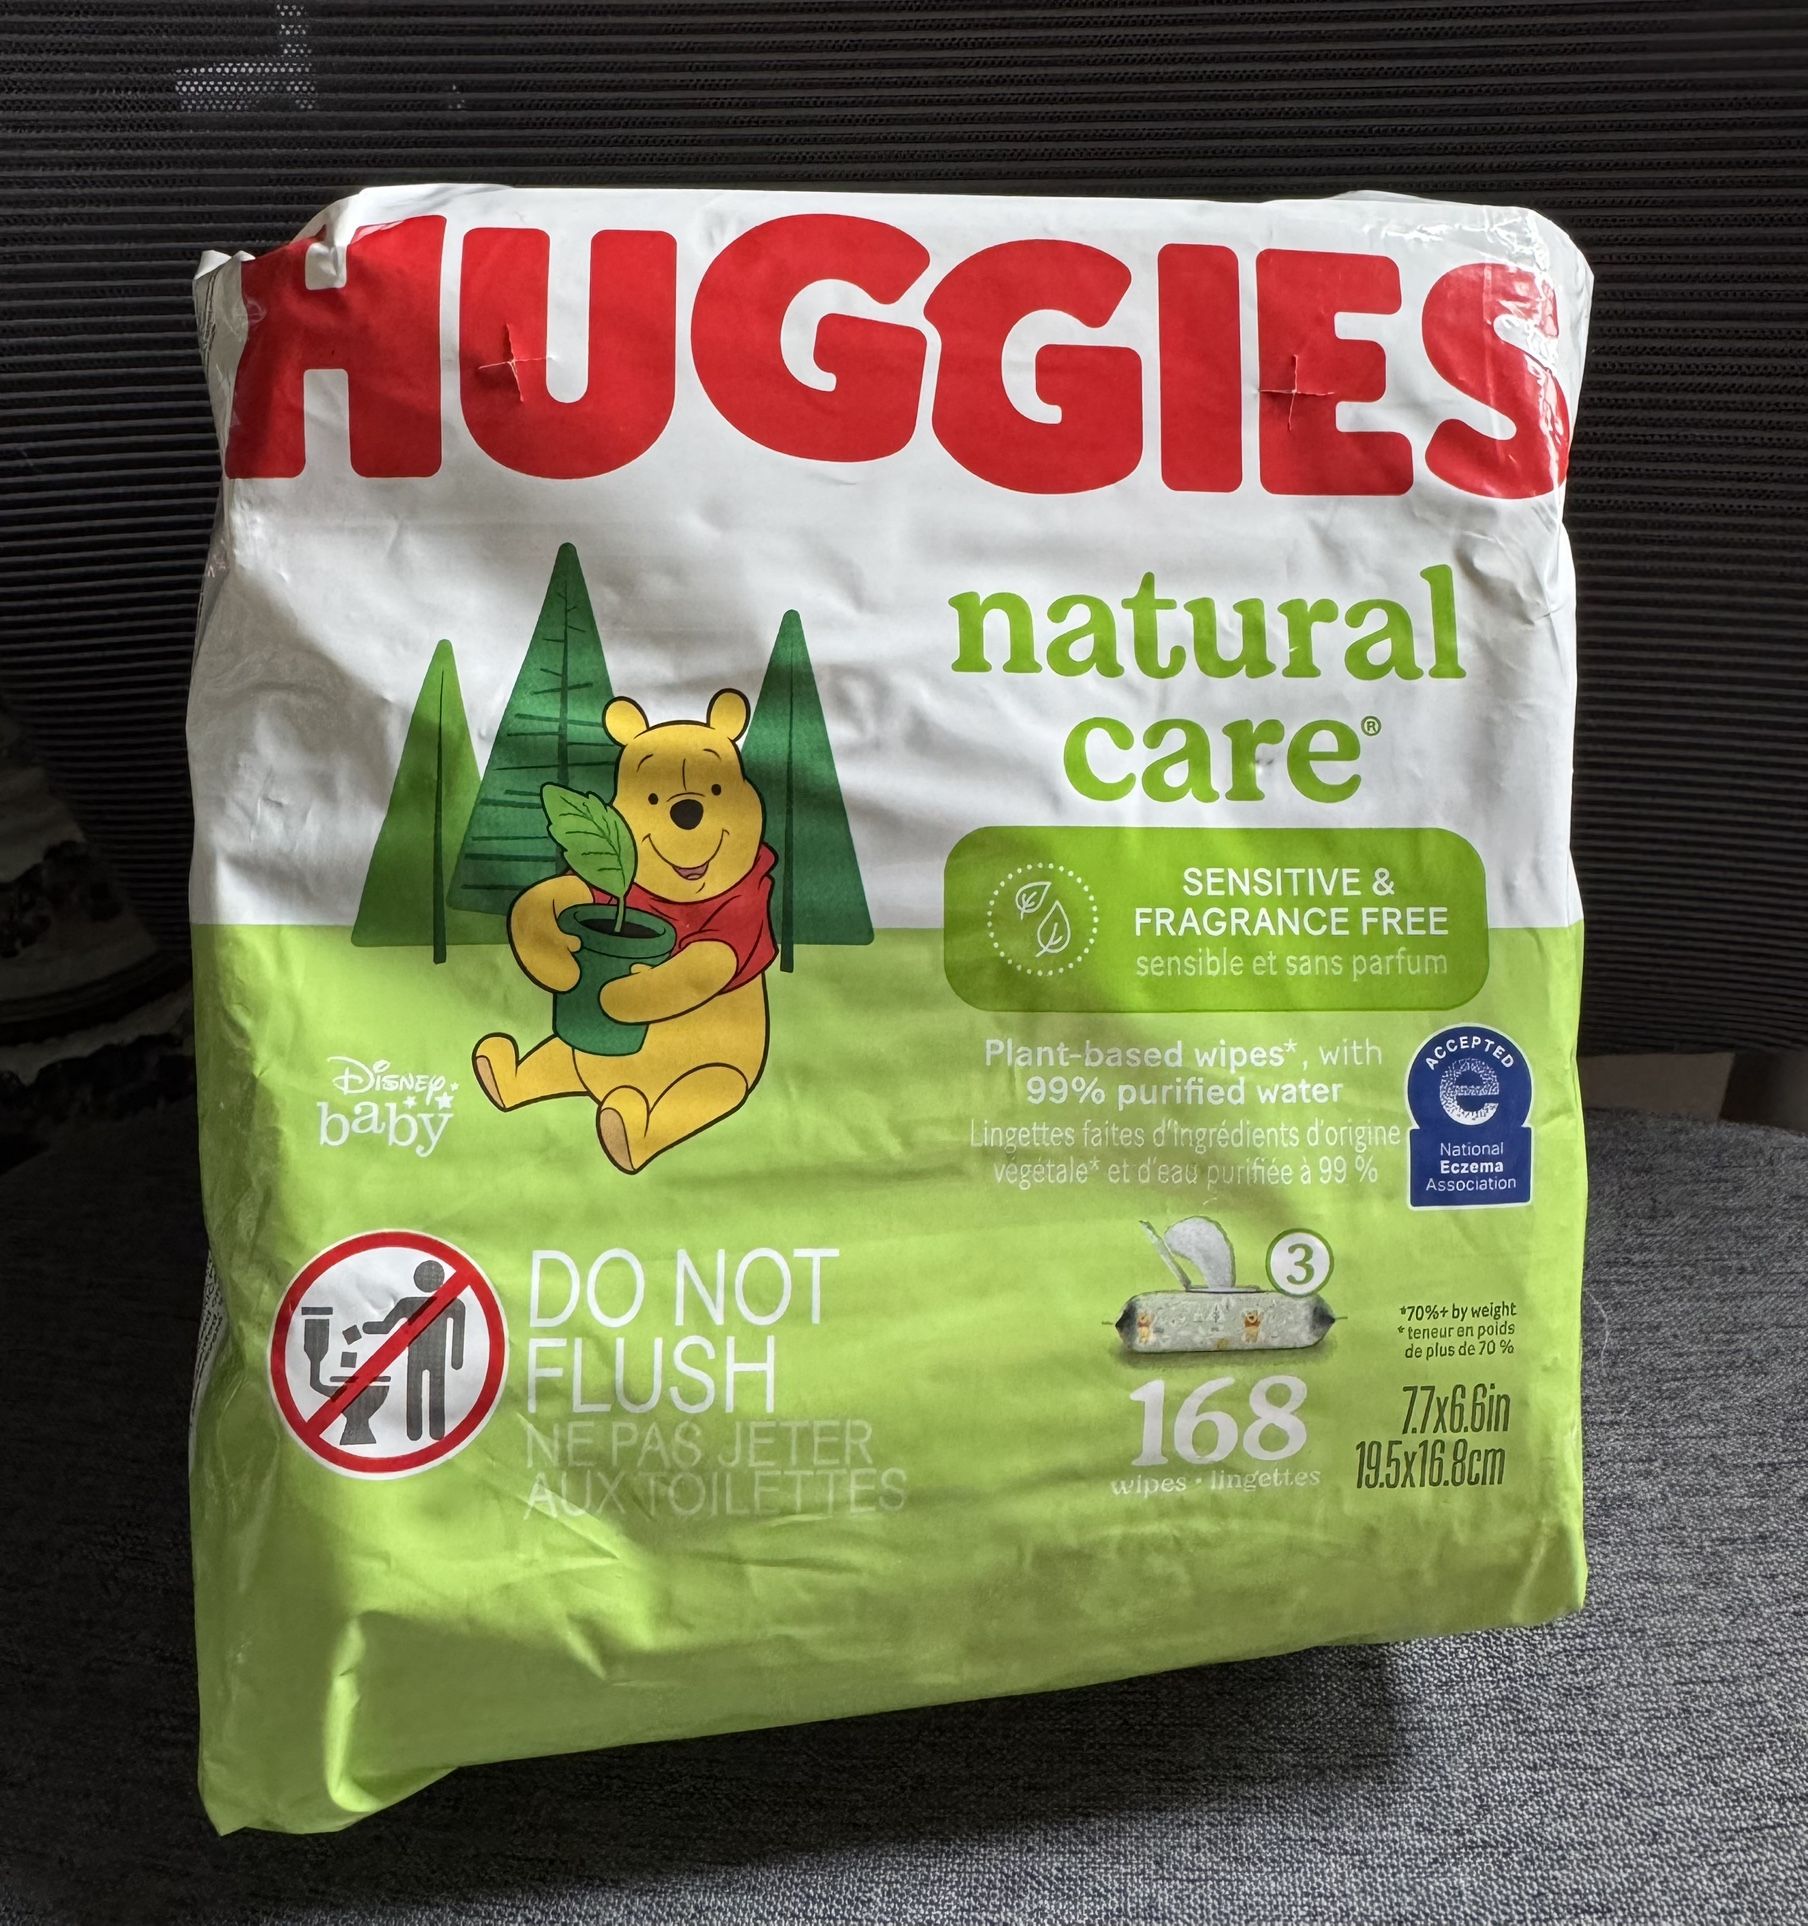 HUGGIES
natural
care®
SENSITIVE &
FRAGRANCE FREE
sensible et sans parfum
Plant-based wipes*, with
99% purified water
Lingettes faites d'ingrédients d'origine
végétale* et d'eau purifiée à 99 %
ACCEPTED
National
Eczema
Association
Disney
baby
DO NOT
FLUSH
NE PAS JETER
AUX TOILETTES
3
168
wipes • lingettes
*70%+ by weight
*teneur en poids
de plus de 70 %
7.7x6.6in
19.5x16.8cm